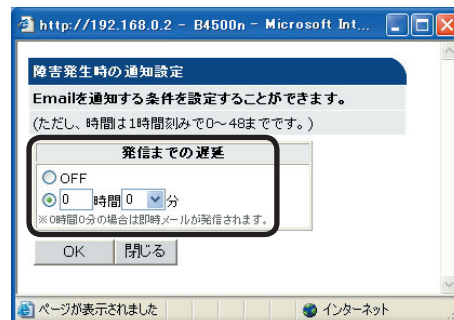 http://192.168.0.2 - B4500n - Microsoft Int...
障害発生時の通知設定
Emailを通知する条件を設定することができます。
(ただし、時間は1時間刻みで0～48までです。)
発信までの遅延
OFF
0 時間 0 分
※0時間0分の場合は即時メールが発信されます。
OK 閉じる
ページが表示されました インターネット